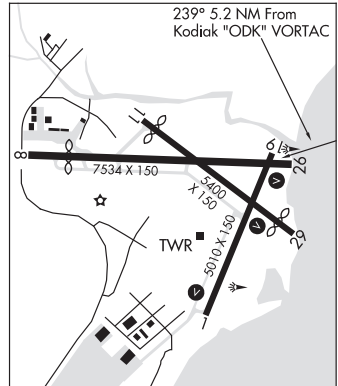 239° 5.2 NM From
Kodiak "ODK" VORTAC
11
19
8
7534 X 150
26
5400
X 150
TWR
5010 X 150
29
V
V
V
1